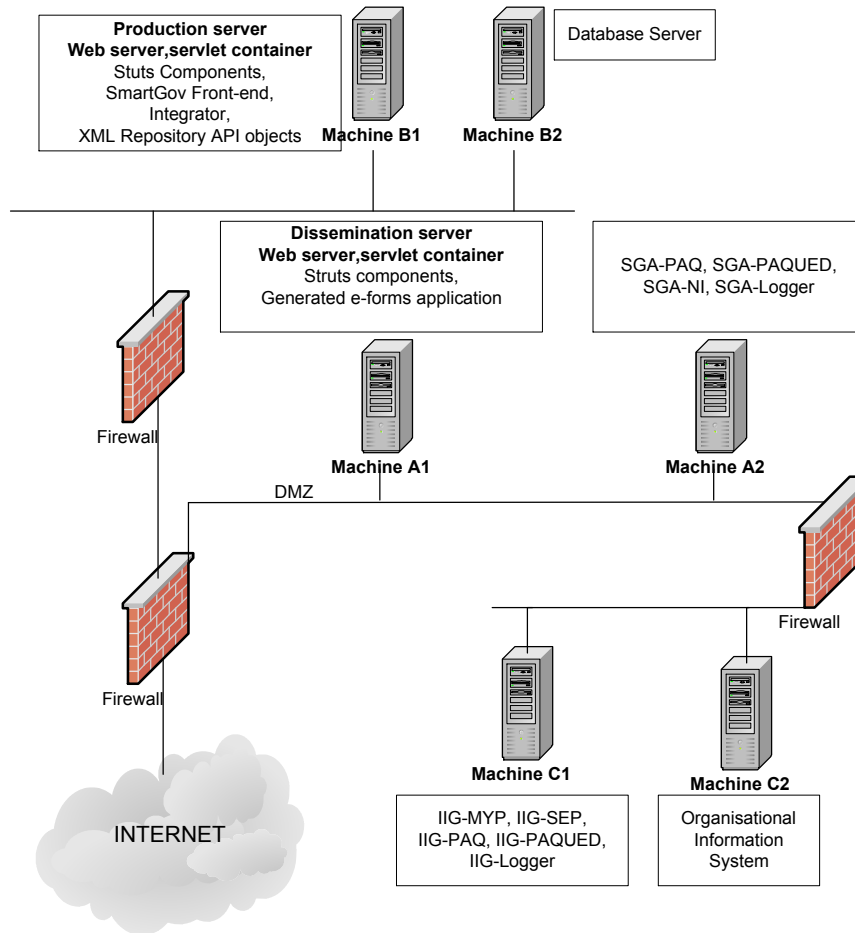 Production server
Web server,servlet container
Stuts Components,
SmartGov Front-end,
Integrator,
XML Repository API objects
Machine B1
Machine B2
Database Server
Dissemination server
Web server,servlet container
Struts components,
Generated e-forms application
SGA-PAQ, SGA-PAQUED,
SGA-NI, SGA-Logger
Firewall
Machine A1
Machine A2
DMZ
Firewall
Firewall
Machine C1
Machine C2
INTERNET
IIG-MYP, IIG-SEP,
IIG-PAQ, IIG-PAQUED,
IIG-Logger
Organisational
Information
System